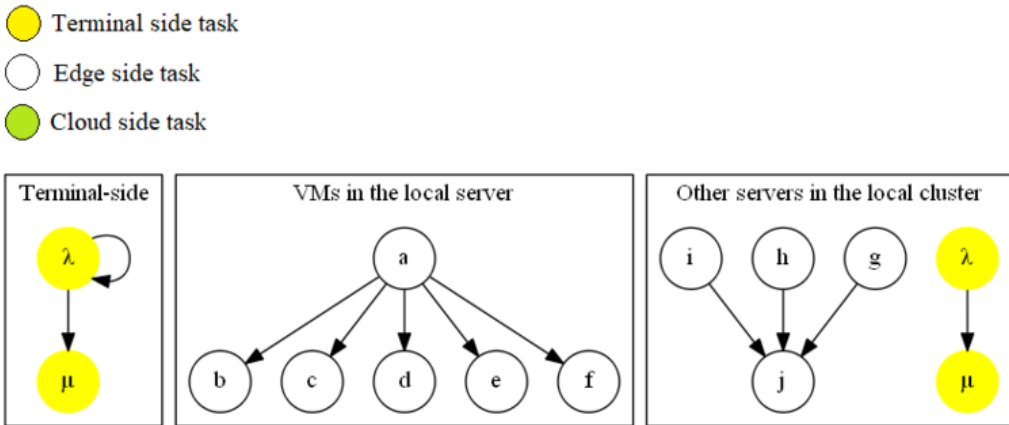 Terminal side task
Edge side task
Cloud side task
Terminal-side
VMs in the local server
Other servers in the local cluster
λ
a
i
h
g
λ
μ
b
c
d
e
f
j
μ